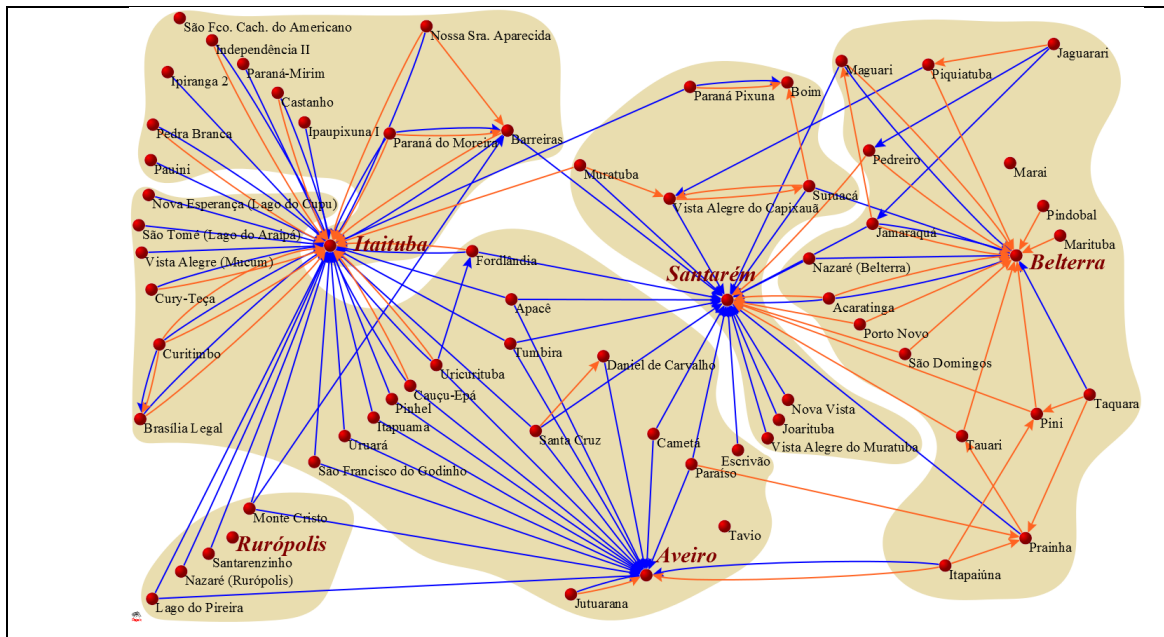 São Fco. Cach. do Americano
Nossa Sra. Aparecida
Independência II
Jaguarari
Maguari
Piquiatuba
Paraná-Mirim
Ipiranga 2
Boim
Paraná Pixuna
Castanho
Pedra Branca
Ipaupixuna I
Paraná do Moreira
Barreiras
Pedreiro
Marai
Pauini
Muratuba
Nova Esperança (Lago do Cupu)
Vista Alegre do Capixauã
Suruacá
Pindobal
São Tomé (Lago do Araipá)
Itaituba
Jamaraquá
Marituba
Vista Alegre (Mucum)
Fordlândia
Santarém
Nazaré (Belterra)
Belterra
Cury-Teça
Apacê
Acaratinga
Porto Novo
Curitimbo
Tumbira
Daniel de Carvalho
São Domingos
Uricurituba
Cauçu-Epá
Pinhel
Nova Vista
Taquara
Itapuama
Joarituba
Pini
Brasília Legal
Santa Cruz
Cametá
Vista Alegre do Muratuba
Tauari
Uruará
Escrivão
São Francisco do Godinho
Paraíso
Monte Cristo
Tavio
Rurópolis
Prainha
Santarenzinho
Aveiro
Nazaré (Rurópolis)
Itapaiúna
Lago do Pireira
Jutuarana